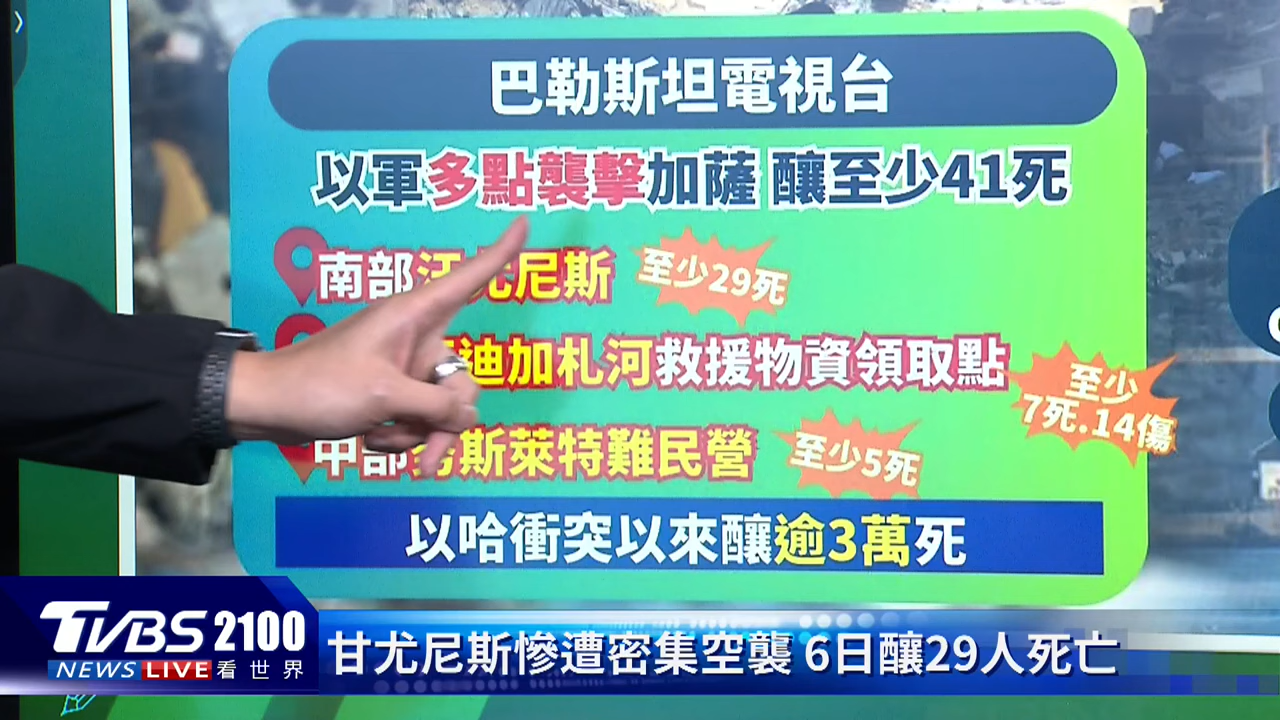 巴勒斯坦電視台
以軍多點襲擊加薩 釀至少41死
南部汗尤尼斯
至少29死
迪加札河救援物資領取點
至少
7死.14傷
中部努斯萊特難民營
至少5死
以哈衝突以來釀逾3萬死
TVBS 2100
NEWS LIVE 看世界
甘尤尼斯慘遭密集空襲 6日釀29人死亡